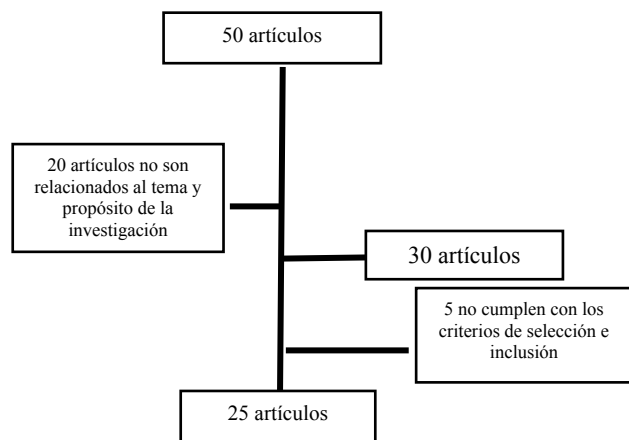 50 artículos
20 artículos no son
relacionados al tema y
propósito de la
investigación
30 artículos
5 no cumplen con los
criterios de selección e
inclusión
25 artículos